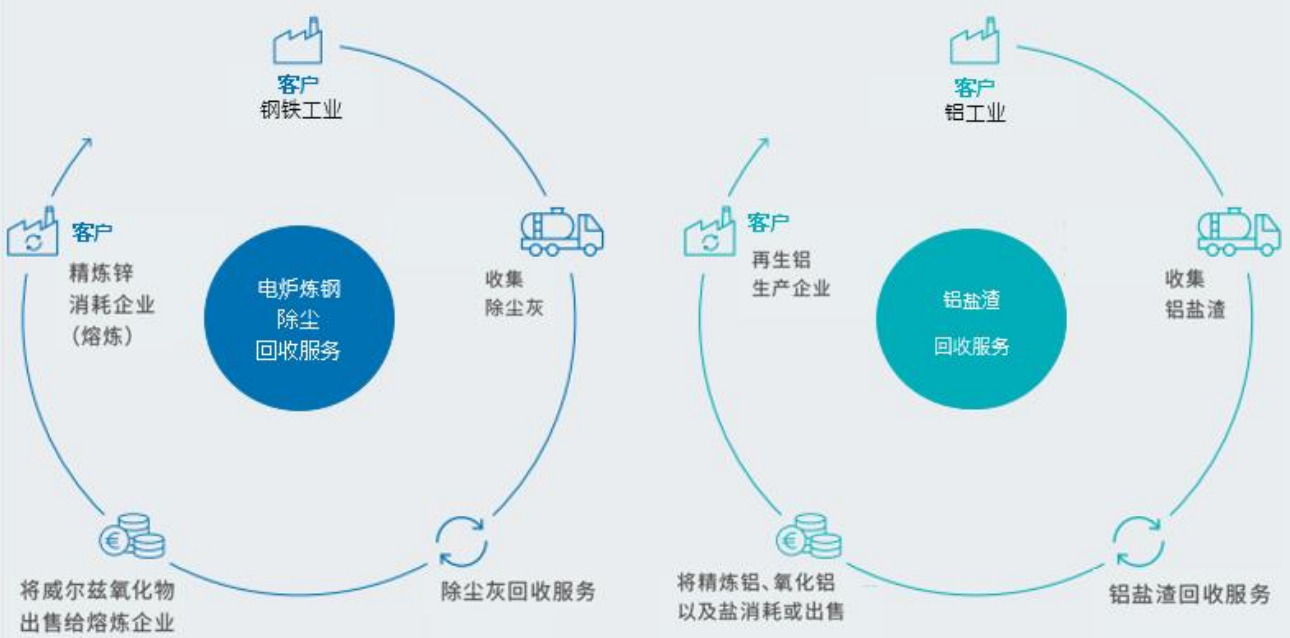 客户
钢铁工业
收集
除尘灰
除尘灰回收服务
将威尔兹氧化物
出售给熔炼企业
客户
精炼锌
消耗企业
（熔炼）
电炉炼钢
除尘
回收服务
客户
铝工业
收集
铝盐渣
铝盐渣回收服务
将精炼铝、氧化铝
以及盐消耗或出售
客户
再生铝
生产企业
铝盐渣
回收服务